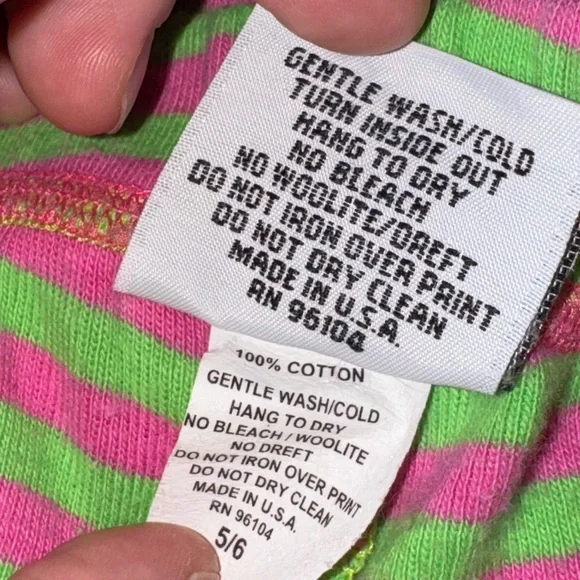 GENTLE WASH/COLD
TURN INSIDE OUT
HANG TO DRY
NO BLEACH
NO WOOLITE/DREFT
DO NOT IRON OVER PRINT
DO NOT DRY CLEAN
MADE IN U.S.A.
RN 96104
100% COTTON
GENTLE WASH/COLD
HANG TO DRY
NO BLEACH / WOOLITE
NO DREFT
DO NOT IRON OVER PRINT
DO NOT DRY CLEAN
MADE IN U.S.A.
RN 96104
5/6